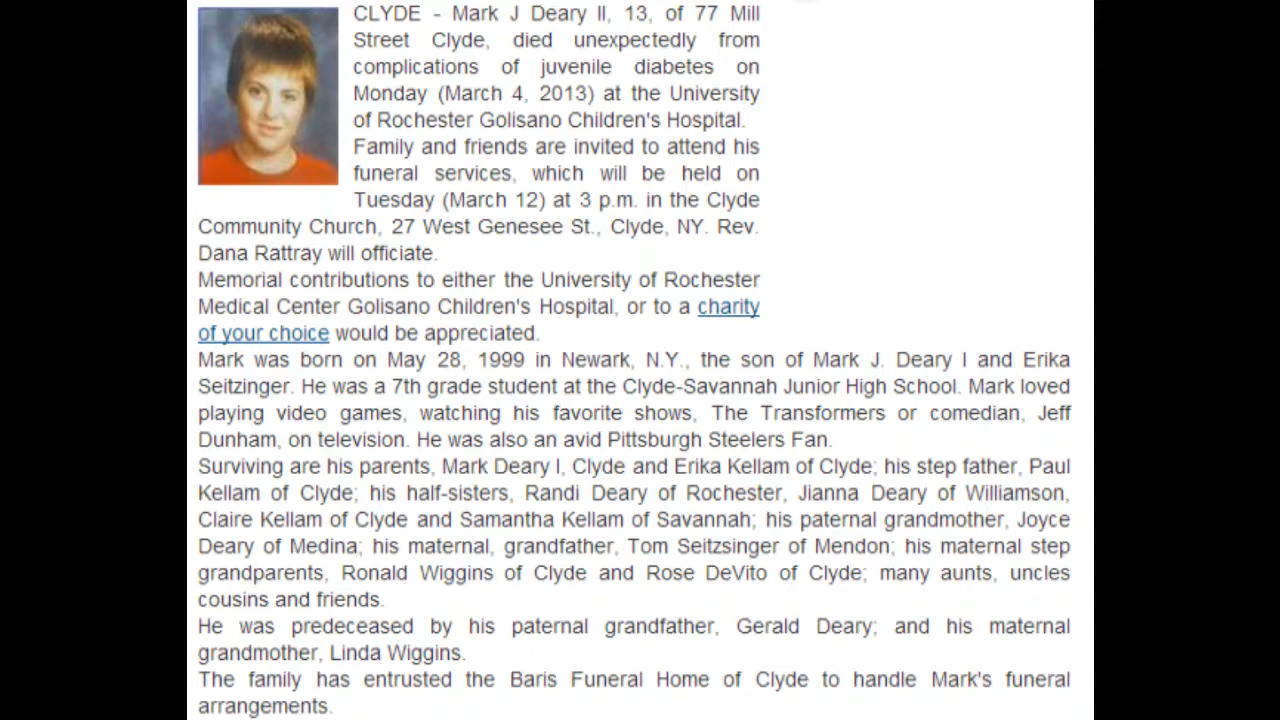 CLYDE - Mark J Deary II, 13, of 77 Mill
Street Clyde, died unexpectedly from
complications of juvenile diabetes on
Monday (March 4, 2013) at the University
of Rochester Golisano Children's Hospital.
Family and friends are invited to attend his
funeral services, which will be held on
Tuesday (March 12) at 3 p.m. in the Clyde
Community Church, 27 West Genesee St., Clyde, NY. Rev.
Dana Rattray will officiate.
Memorial contributions to either the University of Rochester
Medical Center Golisano Children's Hospital, or to a charity
of your choice would be appreciated.
Mark was born on May 28, 1999 in Newark, N.Y., the son of Mark J. Deary I and Erika
Seitzinger. He was a 7th grade student at the Clyde-Savannah Junior High School. Mark loved
playing video games, watching his favorite shows, The Transformers or comedian, Jeff
Dunham, on television. He was also an avid Pittsburgh Steelers Fan.
Surviving are his parents, Mark Deary I, Clyde and Erika Kellam of Clyde; his step father, Paul
Kellam of Clyde; his half-sisters, Randi Deary of Rochester, Jianna Deary of Williamson,
Claire Kellam of Clyde and Samantha Kellam of Savannah; his paternal grandmother, Joyce
Deary of Medina; his maternal, grandfather, Tom Seitzsinger of Mendon; his maternal step
grandparents, Ronald Wiggins of Clyde and Rose DeVito of Clyde; many aunts, uncles
cousins and friends.
He was predeceased by his paternal grandfather, Gerald Deary; and his maternal
grandmother, Linda Wiggins.
The family has entrusted the Baris Funeral Home of Clyde to handle Mark's funeral
arrangements.